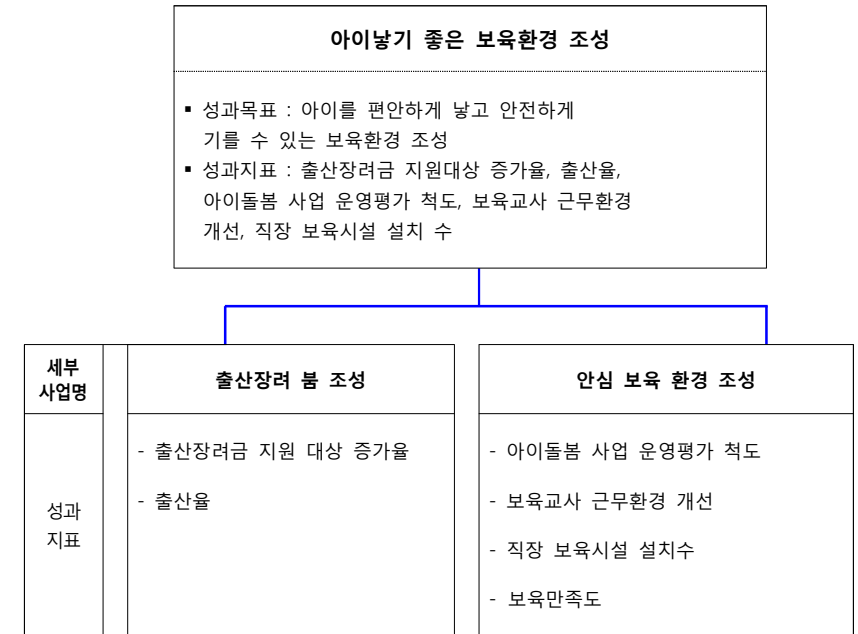 아이낳기 좋은 보육환경 조성
▪ 성과목표 : 아이를 편안하게 낳고 안전하게
기를 수 있는 보육환경 조성
▪ 성과지표 : 출산장려금 지원대상 증가율, 출산율,
아이돌봄 사업 운영평가 척도, 보육교사 근무환경
개선, 직장 보육시설 설치 수
세부
사업명
출산장려 붐 조성
안심 보육 환경 조성
성과
지표
- 출산장려금 지원 대상 증가율
- 출산율
- 아이돌봄 사업 운영평가 척도
- 보육교사 근무환경 개선
- 직장 보육시설 설치수
- 보육만족도